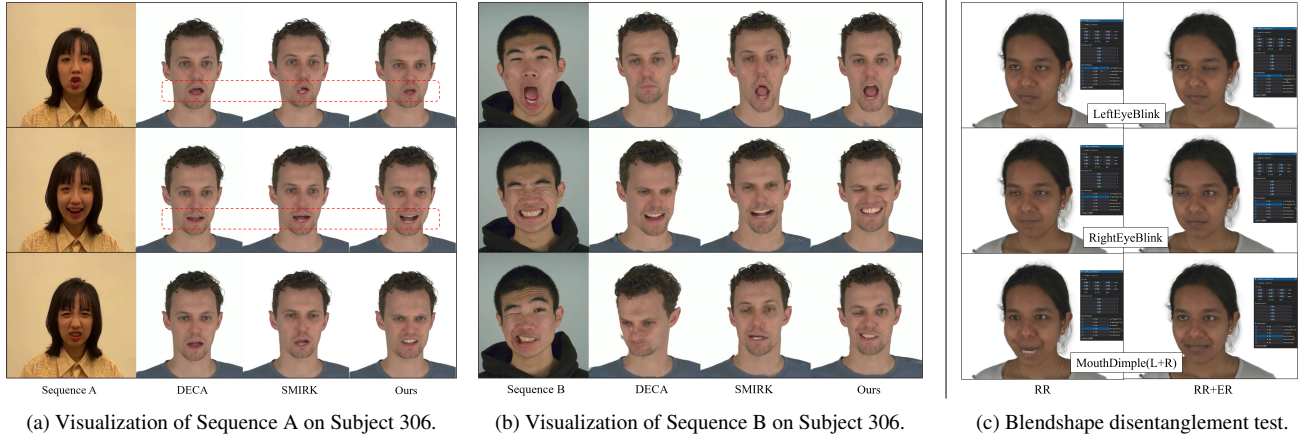 LeftEyeBlink
RightEyeBlink
MouthDimple(L+R)
Sequence A DECA SMIRK Ours
Sequence B DECA SMIRK Ours
RR RR+ER
(a) Visualization of Sequence A on Subject 306.
(b) Visualization of Sequence B on Subject 306.
(c) Blendshape disentanglement test.